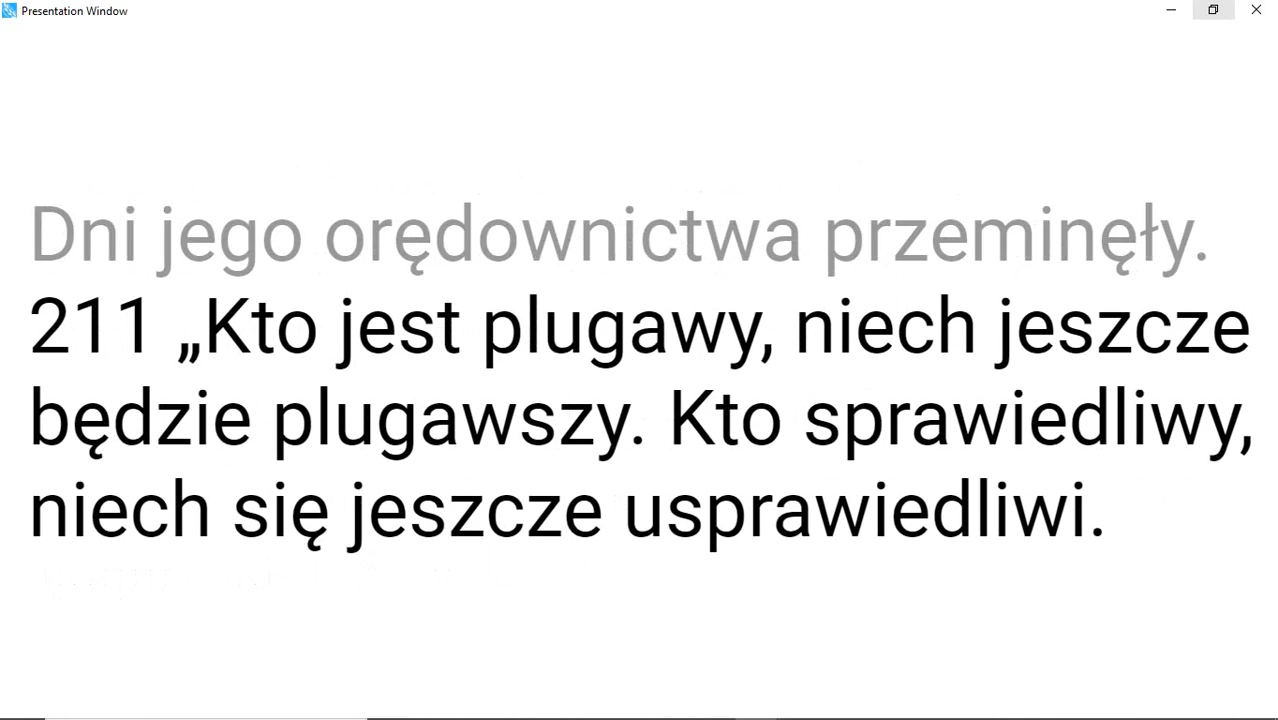 Presentation Window
Dni jego orędownictwa przeminęły.
211 „Kto jest plugawy, niech jeszcze
będzie plugawszy. Kto sprawiedliwy,
niech się jeszcze usprawiedliwi.